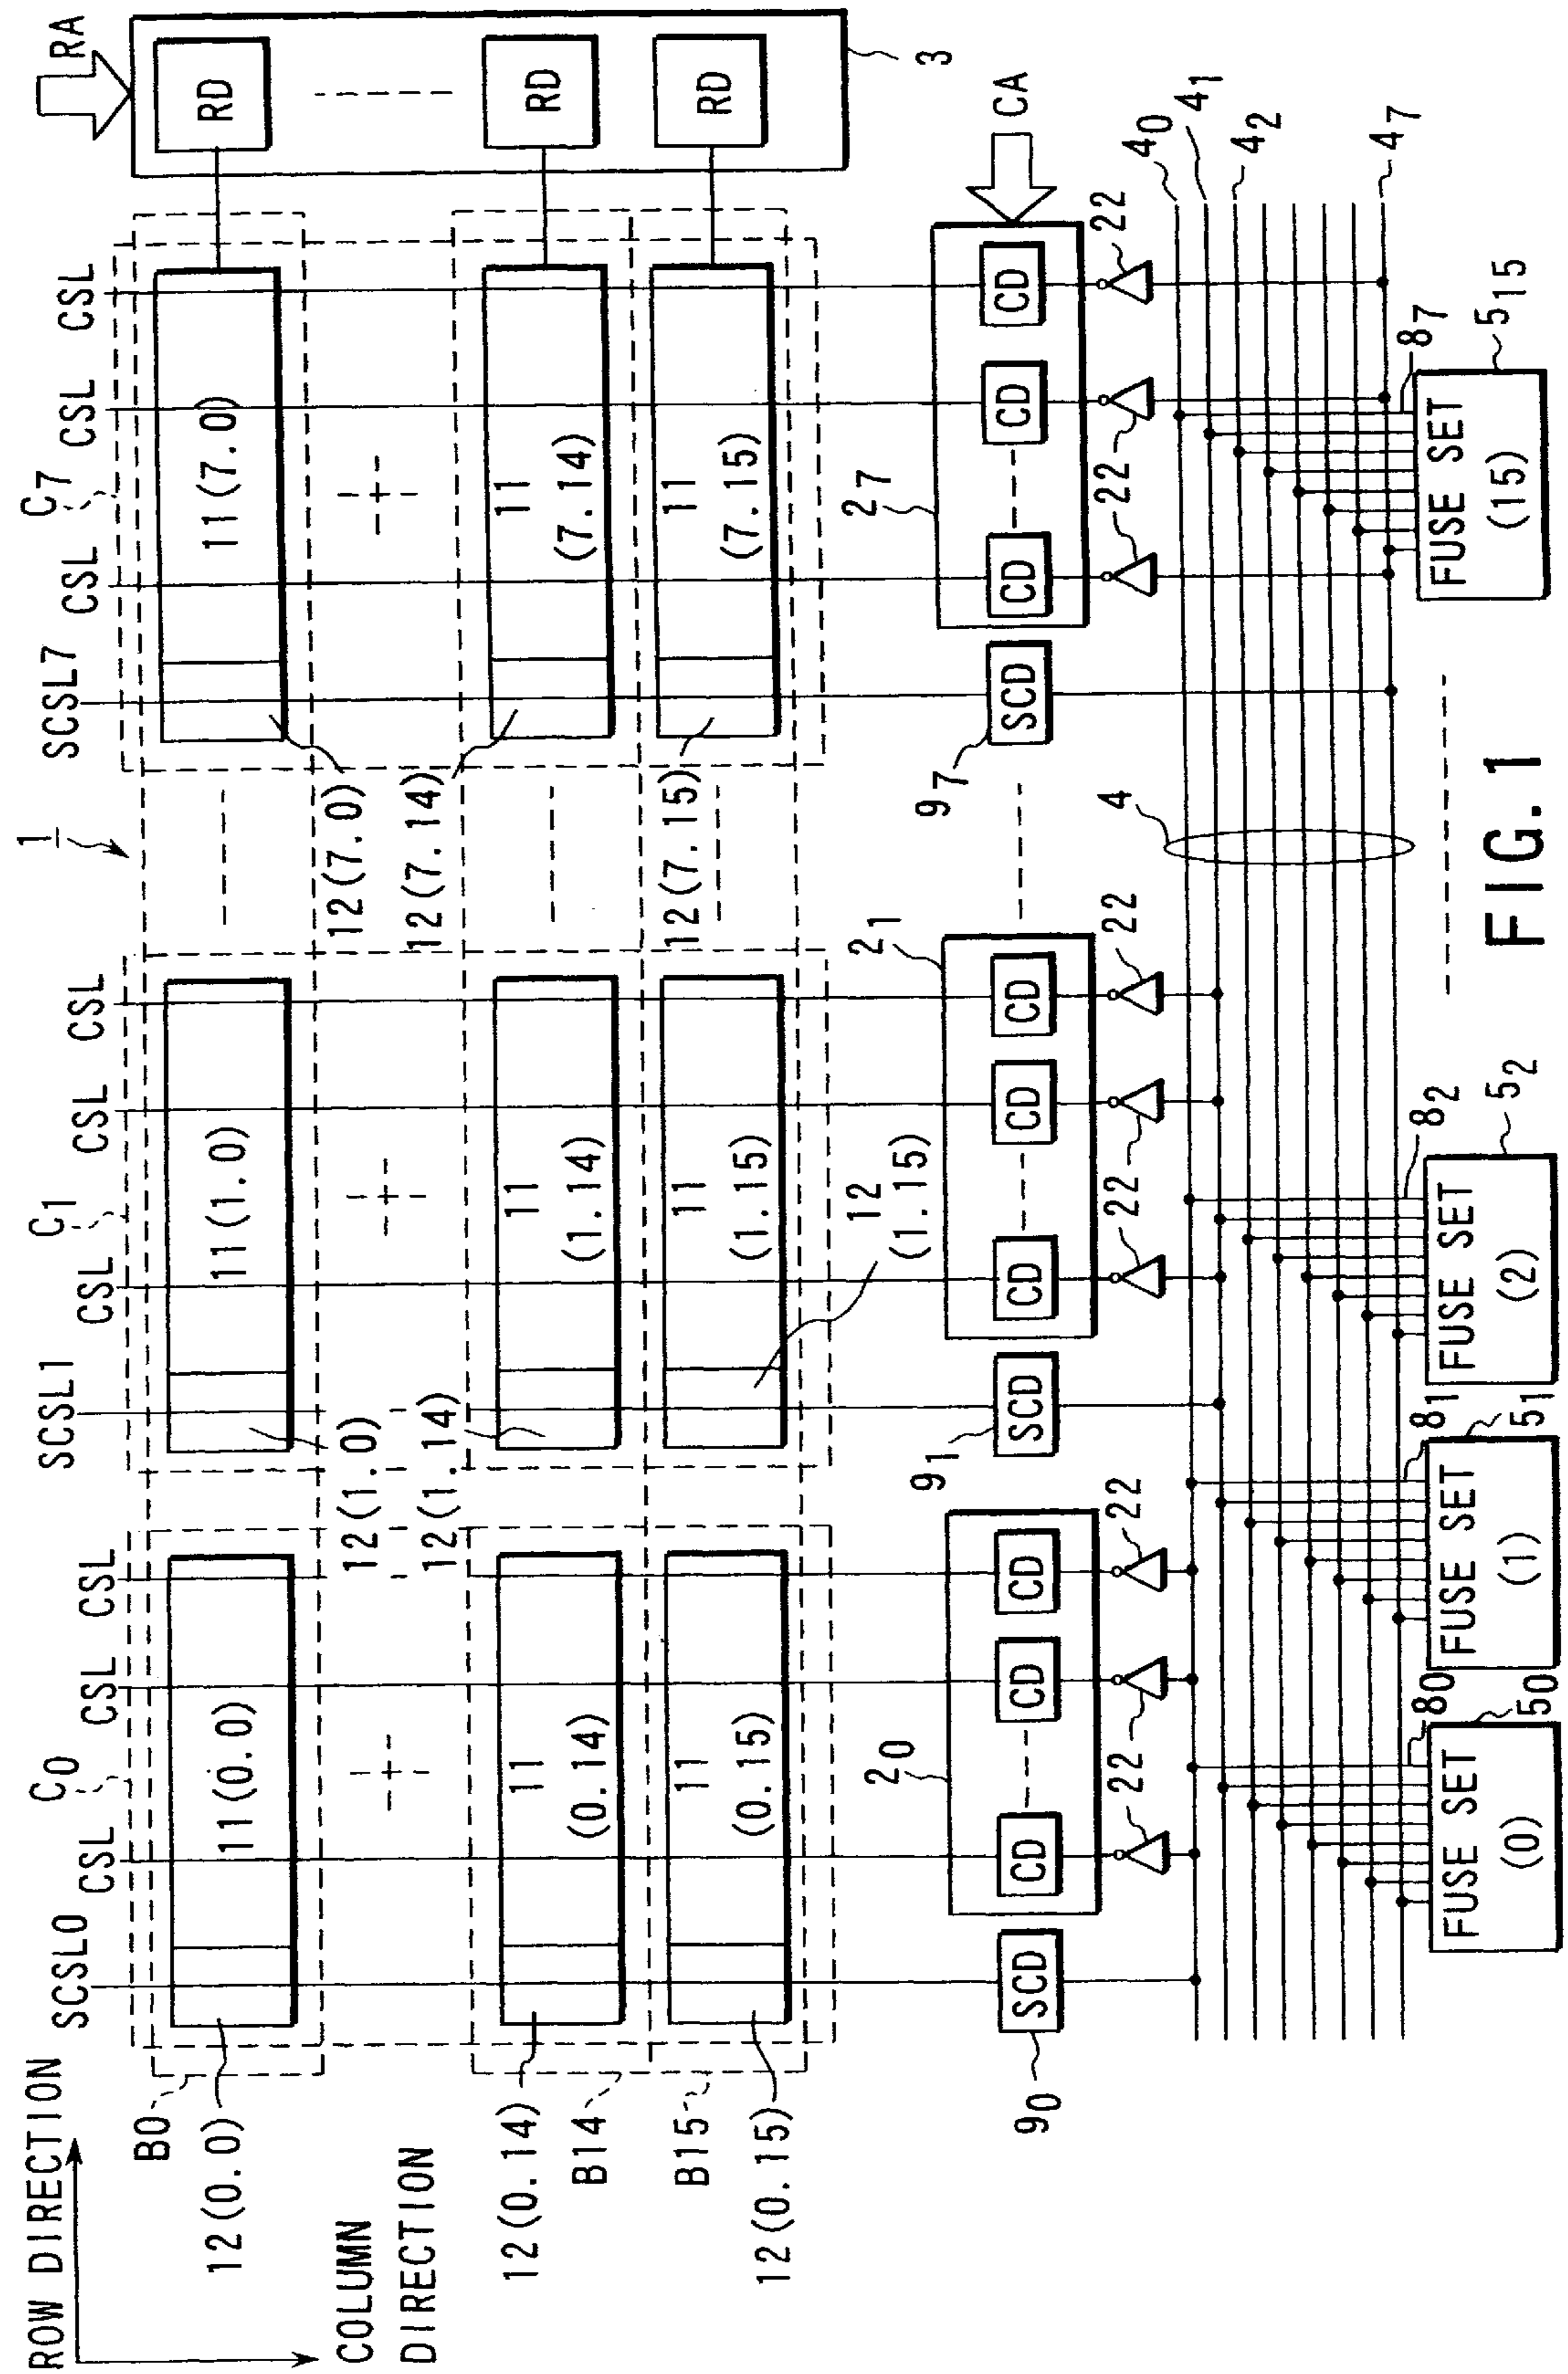 ROW DIRECTION
COLUMN
DIRECTION
1
C0
C1
C7
SCSL0 CSL CSL CSL SCSL1 CSL CSL CSL SCSL7 CSL CSL CSL
RA
B0
12(0.0)
11(0.0)
11(1.0)
11(7.0)
RD
12(1.0)
12(7.0)
12(1.14)
12(7.14)
12(0.14)
B14
11
(0.14)
11
(1.14)
11
(7.14)
RD
B15
12(0.15)
11
(0.15)
11
(1.15)
12(7.15)
11
(7.15)
RD
3
12
(1.15)
20
21
27
90
SCD
CD CD CD
91
SCD
CD CD CD
97
SCD
CD CD CD
CA
22 22 22 22 22 22
4
40
41
42
47
80
81
82
87
FUSE SET
(0)
50
FUSE SET
(1)
51
FUSE SET
(2)
52
FUSE SET
(15)
515
FIG.1